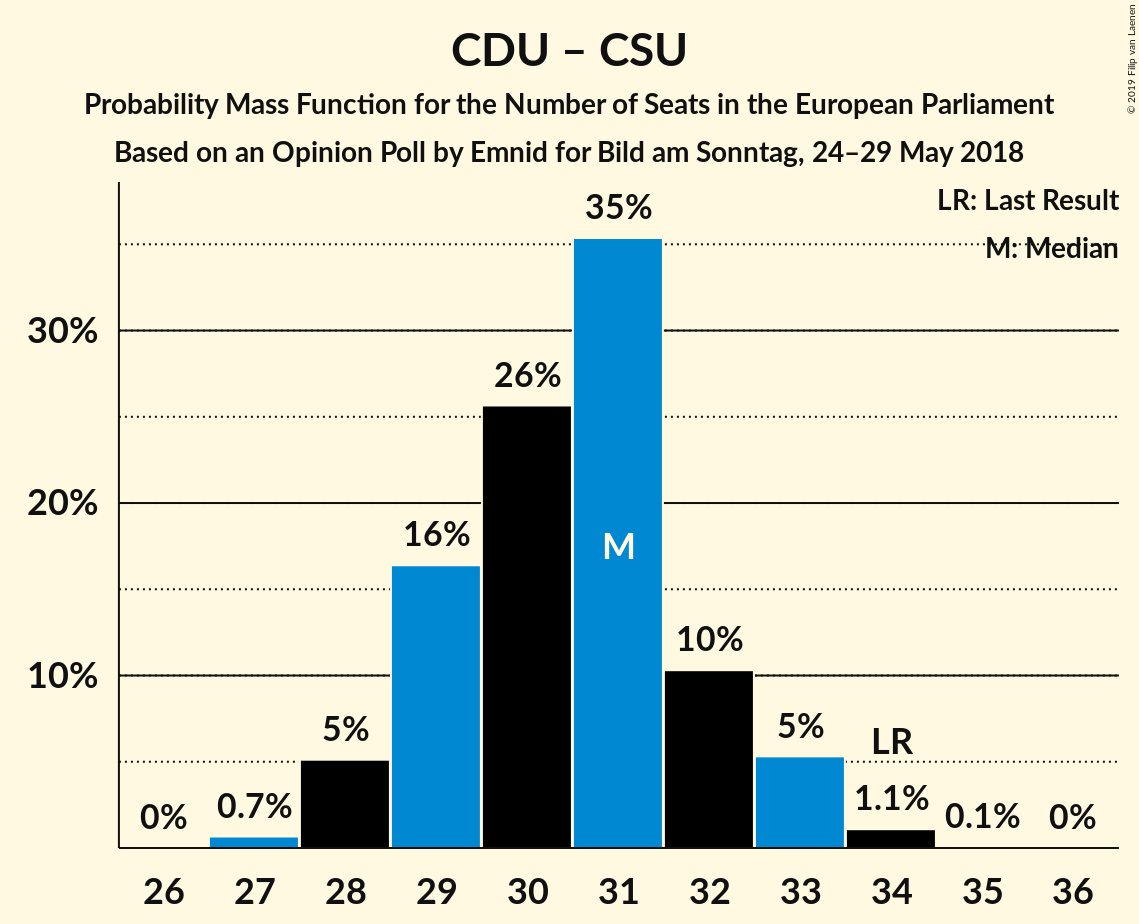 CDU – CSU
Probability Mass Function for the Number of Seats in the European Parliament
Based on an Opinion Poll by Emnid for Bild am Sonntag, 24–29 May 2018
© 2019 Filip van Laenen
LR: Last Result
M: Median
30%
20%
10%
0%
0.7%
5%
16%
26%
35%
M
10%
5%
LR
1.1%
0.1%
0%
26 27 28 29 30 31 32 33 34 35 36